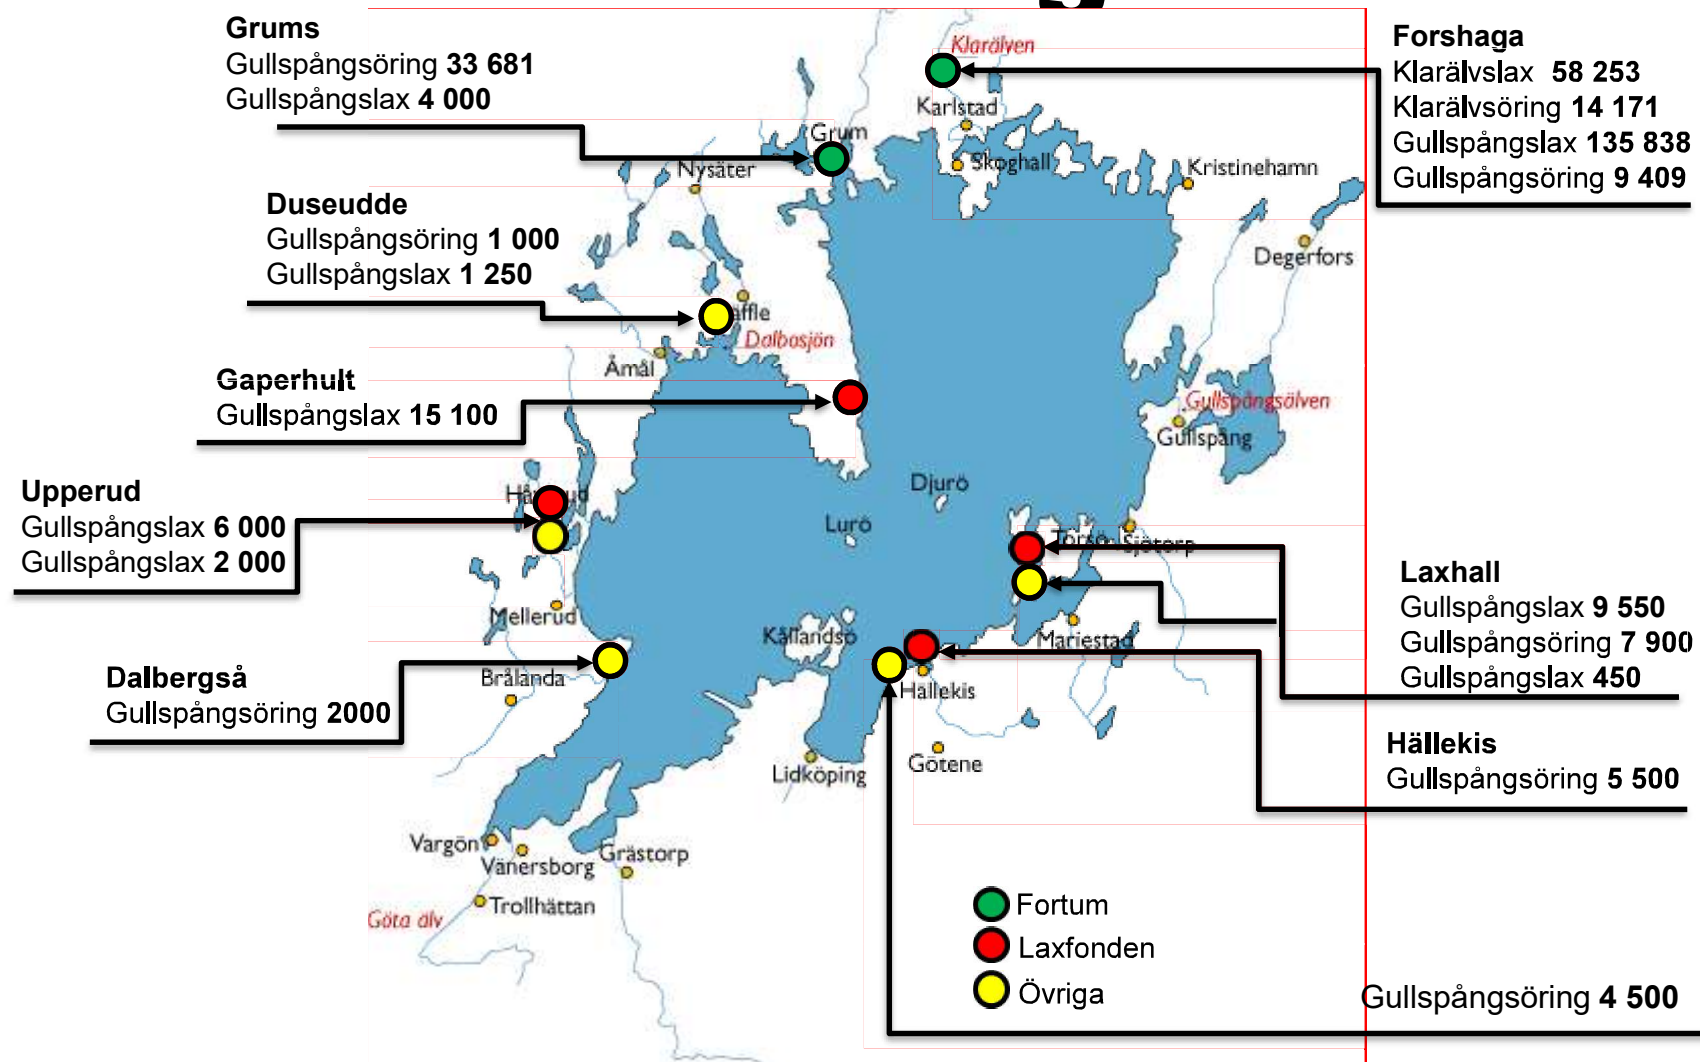 Grums
Gullspångsöring 33 681
Gullspångslax 4 000
Forshaga
Klarälvslax 58 253
Klarälvsöring 14 171
Gullspångslax 135 838
Gullspångsöring 9 409
Duseudde
Gullspångsöring 1 000
Gullspångslax 1 250
Gaperhult
Gullspångslax 15 100
Upperud
Gullspångslax 6 000
Gullspångslax 2 000
Dalbergså
Gullspångsöring 2000
Laxhall
Gullspångslax 9 550
Gullspångsöring 7 900
Gullspångslax 450
Hällekis
Gullspångsöring 5 500
Gullspångsöring 4 500
Klarälven
Karlstad
Grum
Skoghall
Nysäter
Kristinehamn
Degerfors
äffle
Dalbosjön
Åmål
Gullspångsälven
Gullspång
Djurö
Lurö
Torsö
Sjötorp
Mellerud
Kållandsö
Mariestad
Brålanda
Hällekis
Lidköping
Götene
Vargön
Vänersborg
Grästorp
Trollhättan
Göta älv
Fortum
Laxfonden
Övriga